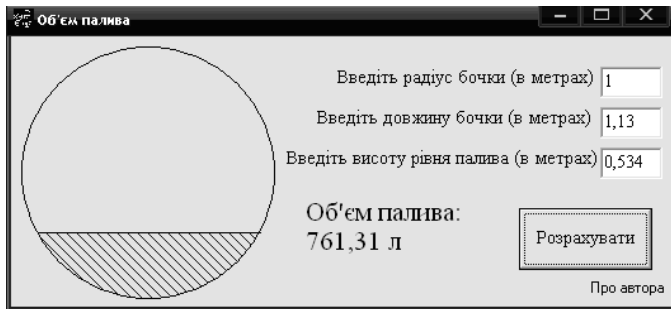 Об'єм палива
Введіть радіус бочки (в метрах) 1
Введіть довжину бочки (в метрах) 1,13
Введіть висоту рівня палива (в метрах) 0,534
Об'єм палива:
761,31 л
Розрахувати
Про автора